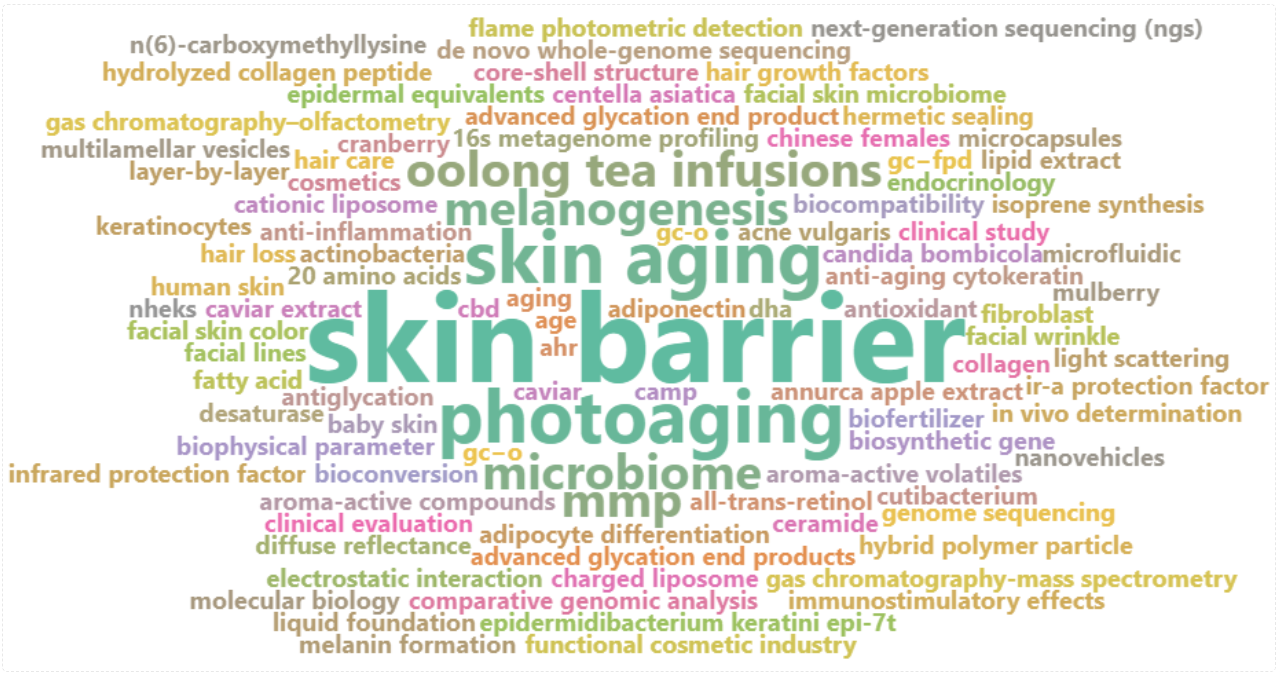 flame photometric detection next-generation sequencing (ngs)
n(6)-carboxymethyllysine de novo whole-genome sequencing
hydrolyzed collagen peptide core-shell structure hair growth factors
epidermal equivalents centella asiatica facial skin microbiome
gas chromatography–olfactometry advanced glycation end product hermetic sealing
multilamellar vesicles cranberry 16s metagenome profiling chinese females microcapsules
layer-by-layer hair care oolong tea infusions gc–fpd lipid extract
cosmetics endocrinology
cationic liposome melanogenesis biocompatibility isoprene synthesis
keratinocytes anti-inflammation gc-o acne vulgaris clinical study
hair loss actinobacteria skin aging candida bombicola microfluidic
human skin 20 amino acids anti-aging cytokeratin mulberry
nheks caviar extract cbd aging adiponectin dha antioxidant fibroblast
facial skin color age facial wrinkle
skin barrier
facial lines ahr collagen light scattering
fatty acid antiglycation caviar camp annurca apple extract ir-a protection factor
desaturase baby skin photoaging biofertilizer in vivo determination
biophysical parameter gc–o biosynthetic gene nanovehicles
infrared protection factor bioconversion microbiome aroma-active volatiles
aroma-active compounds mmp all-trans-retinol cutibacterium
clinical evaluation adipocyte differentiation ceramide genome sequencing
diffuse reflectance advanced glycation end products hybrid polymer particle
electrostatic interaction charged liposome gas chromatography-mass spectrometry
molecular biology comparative genomic analysis immunostimulatory effects
liquid foundation epidermidibacterium keratini epi-7t
melanin formation functional cosmetic industry